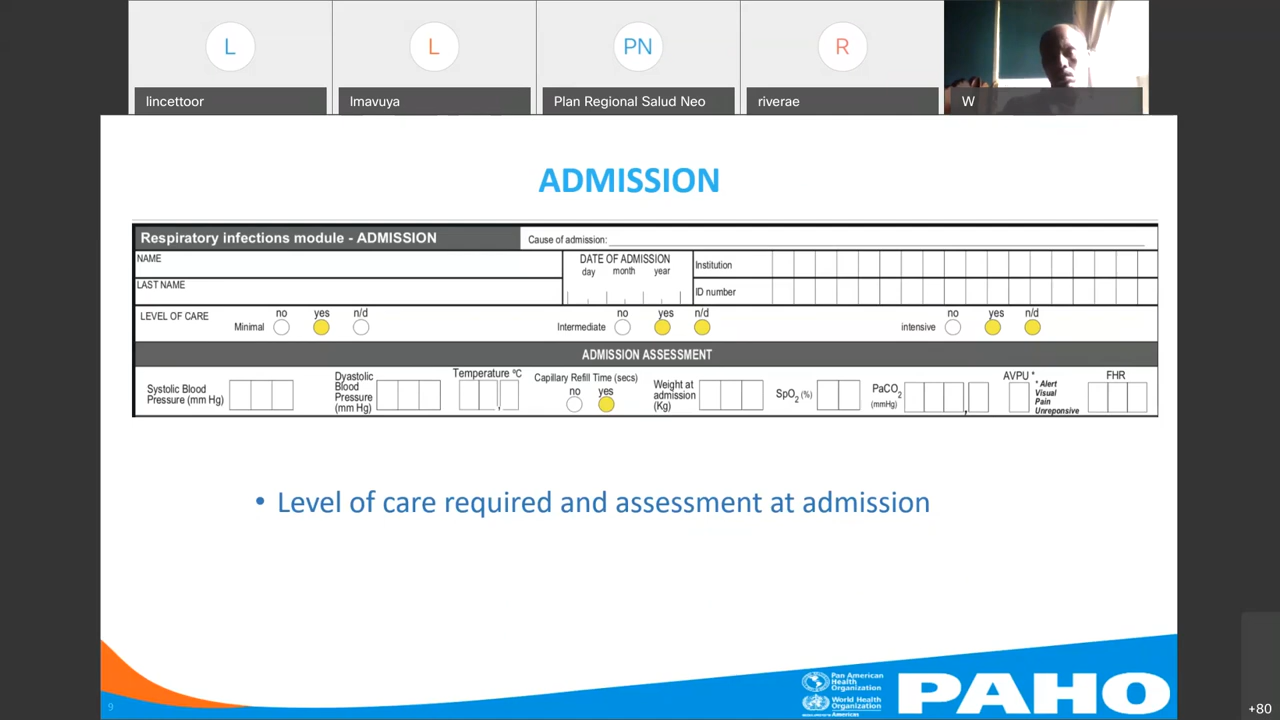 L
L
PN
R
lincettoor
lmavuya
Plan Regional Salud Neo
riverae
W
ADMISSION
Respiratory infections module - ADMISSION
Cause of admission:
NAME
DATE OF ADMISSION
day month year
Institution
LAST NAME
ID number
LEVEL OF CARE
Minimal
no yes n/d
Intermediate
no yes n/d
intensive
no yes n/d
ADMISSION ASSESSMENT
Systolic Blood
Pressure (mm Hg)
Dyastolic
Blood
Pressure
(mm Hg)
Temperature ºC
,
Capillary Refill Time (secs)
no yes
Weight at
admission
(Kg)
SpO2 (%)
PaCO2
(mmHg)
,
AVPU *
* Alert
Visual
Pain
Unreponsive
FHR
• Level of care required and assessment at admission
9
Pan American
Health
Organization
World Health
Organization
Americas
PAHO
+80